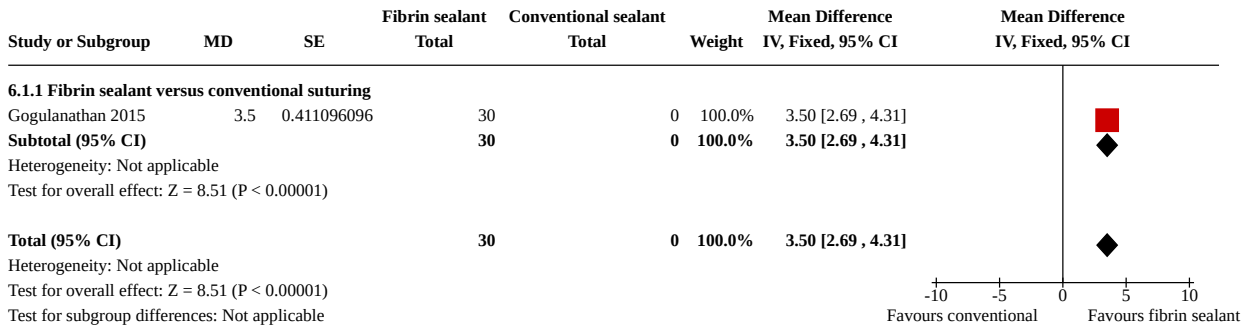 Fibrin sealant Conventional sealant Mean Difference Mean Difference
Study or Subgroup MD SE Total Total Weight IV, Fixed, 95% CI IV, Fixed, 95% CI
6.1.1 Fibrin sealant versus conventional suturing
Gogulanathan 2015 3.5 0.411096096 30 0 100.0% 3.50 [2.69 , 4.31]
Subtotal (95% CI) 30 0 100.0% 3.50 [2.69 , 4.31]
Heterogeneity: Not applicable
Test for overall effect: Z = 8.51 (P < 0.00001)
Total (95% CI) 30 0 100.0% 3.50 [2.69 , 4.31]
Heterogeneity: Not applicable
Test for overall effect: Z = 8.51 (P < 0.00001) -10 -5 0 5 10
Test for subgroup differences: Not applicable Favours conventional Favours fibrin sealant